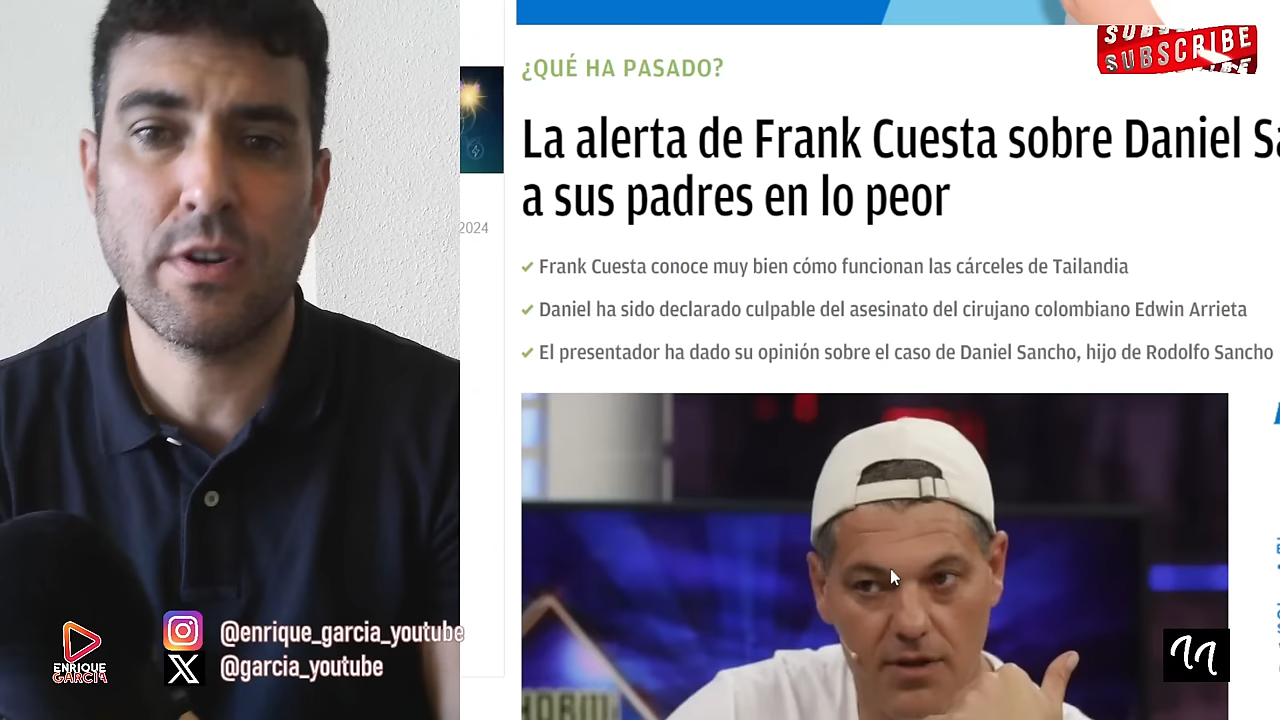 SUBSCRIBE
¿QUÉ HA PASADO?
La alerta de Frank Cuesta sobre Daniel
a sus padres en lo peor
2024
Frank Cuesta conoce muy bien cómo funcionan las cárceles de Tailandia
Daniel ha sido declarado culpable del asesinato del cirujano colombiano Edwin Arrieta
El presentador ha dado su opinión sobre el caso de Daniel Sancho, hijo de Rodolfo Sancho
@enrique_garcia_youtube
@garcia_youtube
ENRIQUE
GARCIA